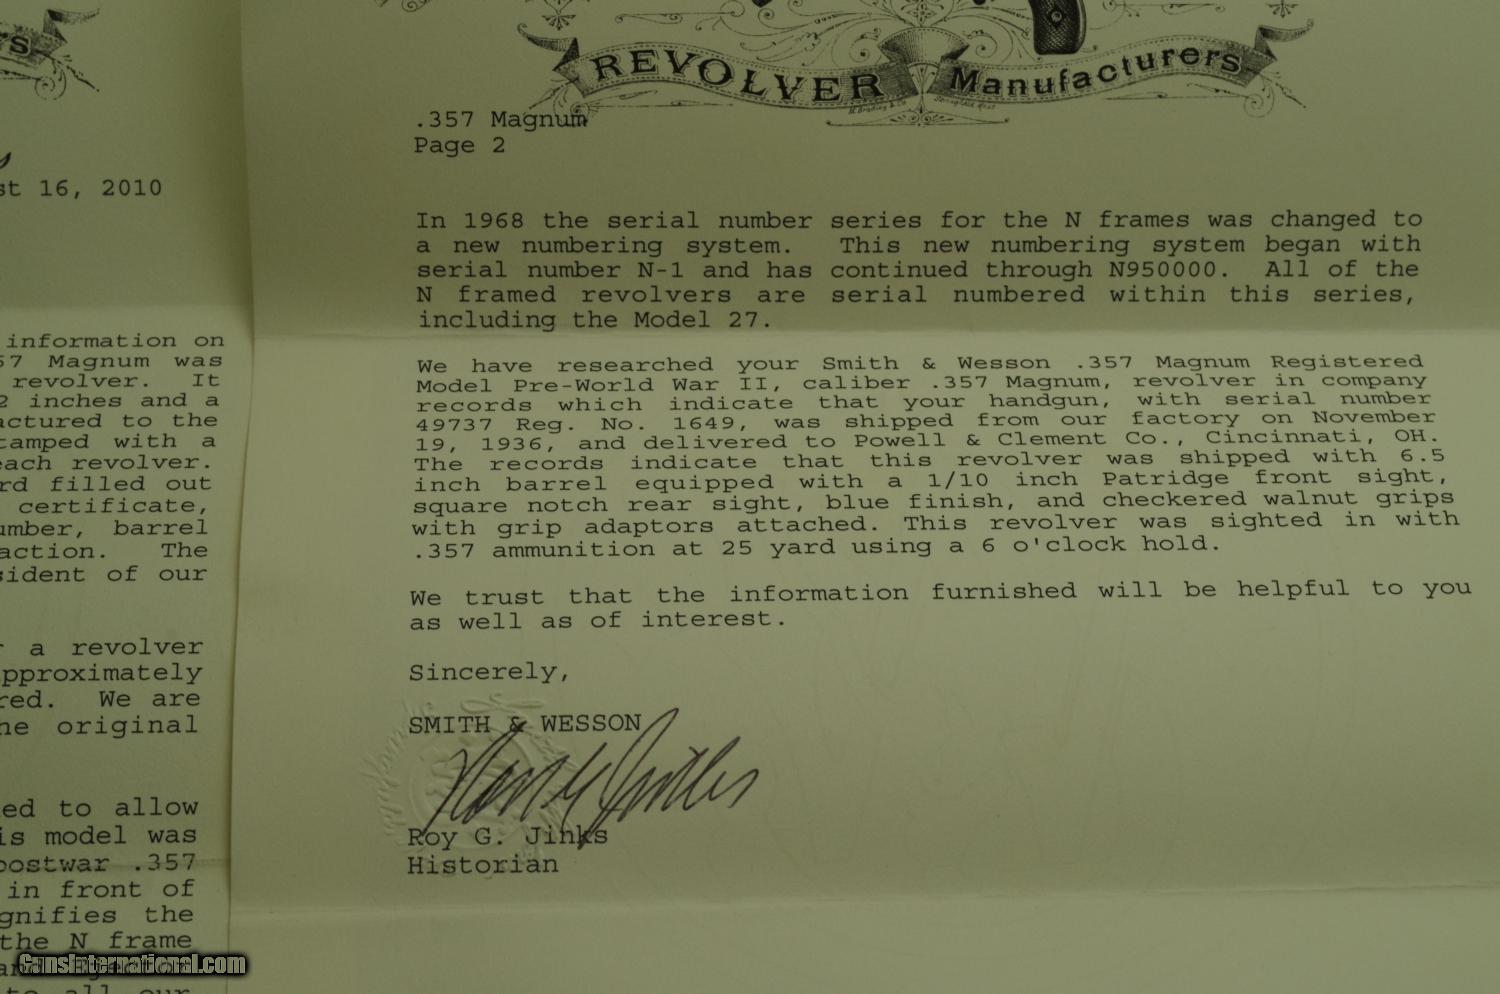 rs
st 16, 2010
information on
57 Magnum was
revolver. It
2 inches and a
actured to the
tamped with a
each revolver.
rd filled out
certificate,
umber, barrel
action. The
sident of our
r a revolver
pproximately
red. We are
he original
ed to allow
is model was
postwar .357
in front of
gnifies the
the N frame
and Ejector
to all our
REVOLVER Manufacturers
.357 Magnum
Page 2
In 1968 the serial number series for the N frames was changed to
a new numbering system. This new numbering system began with
serial number N-1 and has continued through N950000. All of the
N framed revolvers are serial numbered within this series,
including the Model 27.
We have researched your Smith & Wesson .357 Magnum Registered
Model Pre-World War II, caliber .357 Magnum, revolver in company
records which indicate that your handgun, with serial number
49737 Reg. No. 1649, was shipped from our factory on November
19, 1936, and delivered to Powell & Clement Co., Cincinnati, OH.
The records indicate that this revolver was shipped with 6.5
inch barrel equipped with a 1/10 inch Patridge front sight,
square notch rear sight, blue finish, and checkered walnut grips
with grip adaptors attached. This revolver was sighted in with
.357 ammunition at 25 yard using a 6 o'clock hold.
We trust that the information furnished will be helpful to you
as well as of interest.
Sincerely,
SMITH & WESSON
Roy G. Jinks
Historian
GunsInternational.com